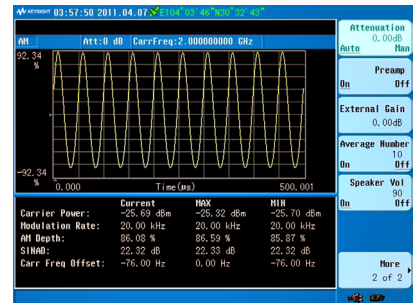 KEYSIGHT 03:57:50 2011.04.07 E104°03'46"N30°32'43"
AM Att:0 dB CarrFreq:2.000000000 GHz
92.34
%
-92.34
%
0.000 Time(µs) 500.001
Current MAX MIN
Carrier Power: -25.69 dBm -25.32 dBm -25.70 dBm
Modulation Rate: 20.00 kHz 20.00 kHz 20.00 kHz
AM Depth: 86.08 % 86.59 % 85.87 %
SINAD: 22.32 dB 22.33 dB 22.32 dB
Carr Freq Offset: -76.00 Hz 0.00 Hz -76.00 Hz
Attenuation
0.00dB
Auto Man
Preamp
On Off
External Gain
0.00dB
Average Number
10
On Off
Speaker Vol
90
On Off
More
2 of 2